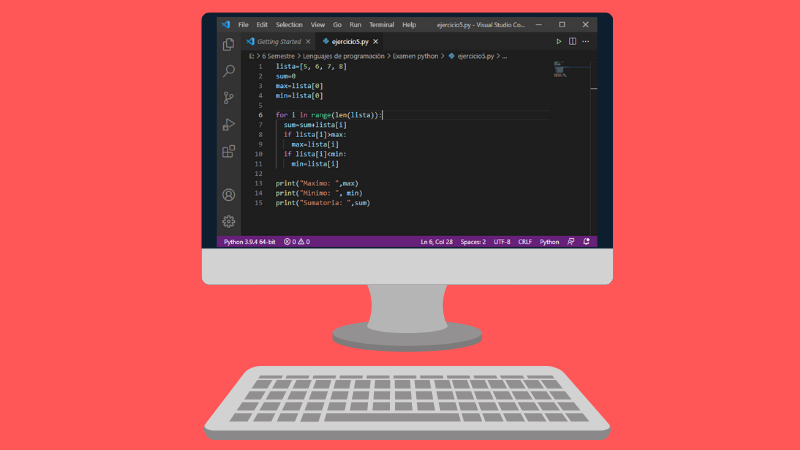 File Edit Selection View Go Run Terminal Help ejercicio5.py - Visual Studio Co...
Getting Started ejercicio5.py
E: > 6 Semestre > Lenguajes de programación > Examen python > ejercicio5.py > ...
1 lista=[5, 6, 7, 8]
2 sum=0
3 max=lista[0]
4 min=lista[0]
5
6 for i in range(len(lista)):
7 sum=sum+lista[i]
8 if lista[i]>max:
9 max=lista[i]
10 if lista[i]<min:
11 min=lista[i]
12
13 print("Maximo: ",max)
14 print("Minimo: ", min)
15 print("Sumatoria: ",sum)
Python 3.9.4 64-bit 0 0 Ln 6, Col 28 Spaces: 2 UTF-8 CRLF Python